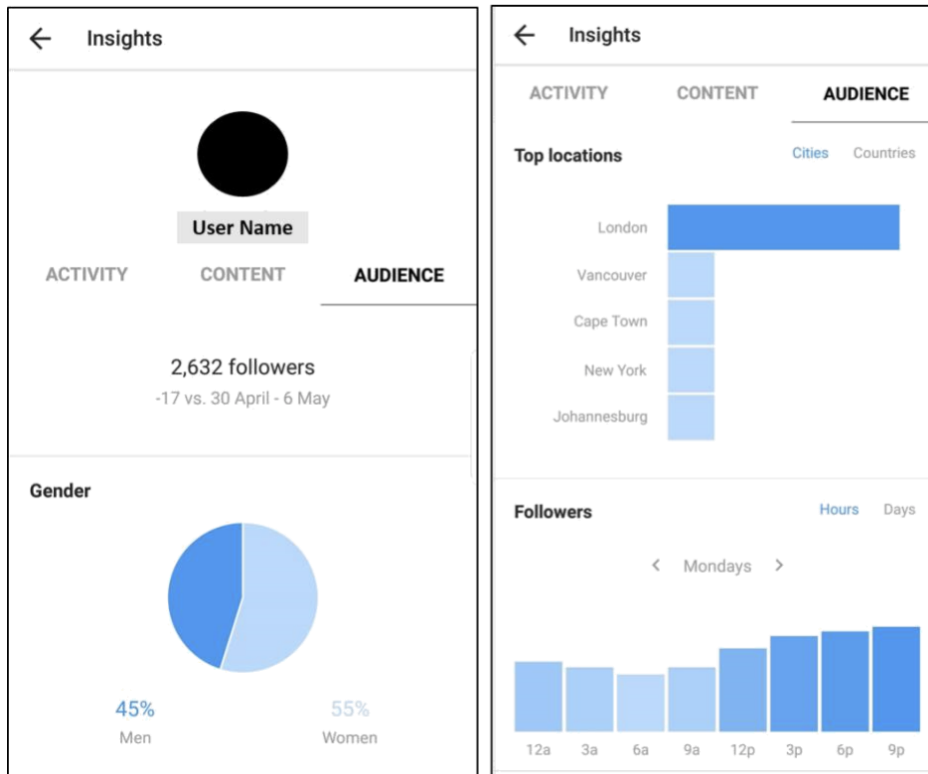 Insights
User Name
ACTIVITY CONTENT AUDIENCE
2,632 followers
-17 vs. 30 April - 6 May
Gender
45% 55%
Men Women
Insights
ACTIVITY CONTENT AUDIENCE
Top locations Cities Countries
London
Vancouver
Cape Town
New York
Johannesburg
Followers Hours Days
< Mondays >
12a 3a 6a 9a 12p 3p 6p 9p